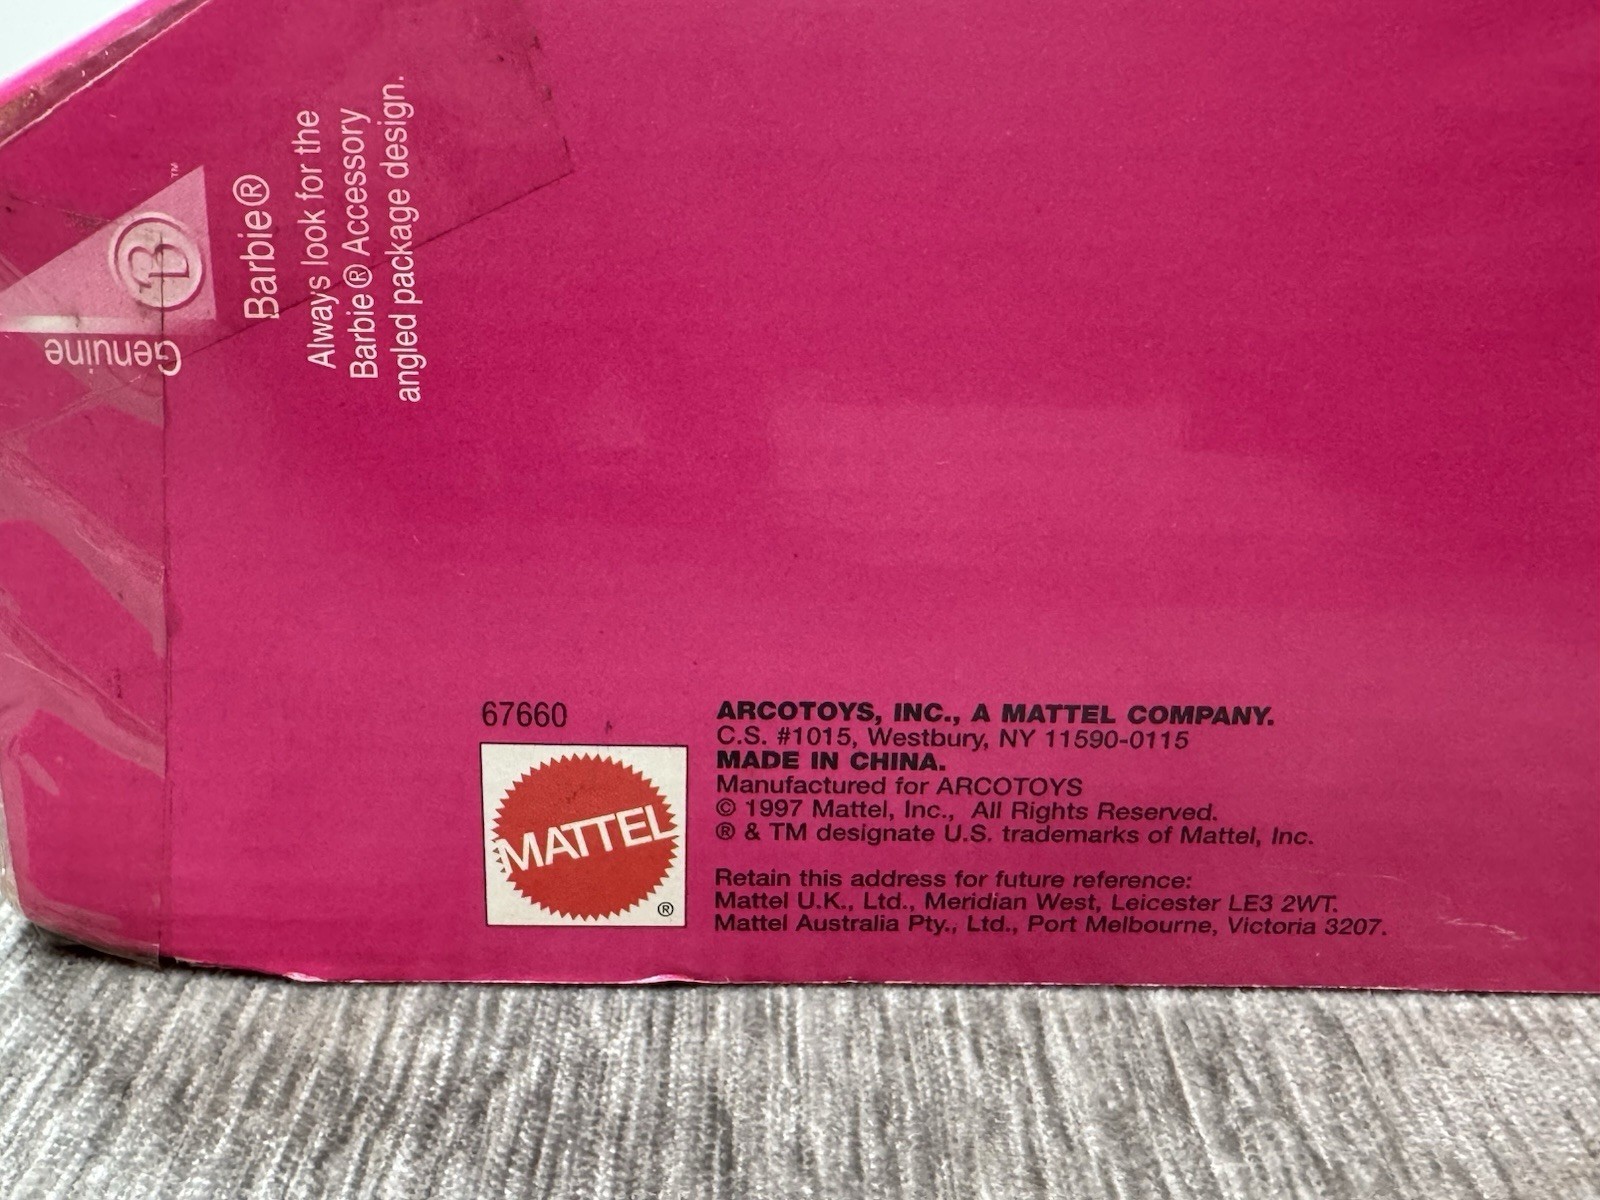 Genuine
B
™
Barbie®
Always look for the
Barbie® Accessory
angled package design.
67660
MATTEL
®
ARCOTOYS, INC., A MATTEL COMPANY.
C.S. #1015, Westbury, NY 11590-0115
MADE IN CHINA.
Manufactured for ARCOTOYS
© 1997 Mattel, Inc., All Rights Reserved.
® & TM designate U.S. trademarks of Mattel, Inc.
Retain this address for future reference:
Mattel U.K., Ltd., Meridian West, Leicester LE3 2WT.
Mattel Australia Pty., Ltd., Port Melbourne, Victoria 3207.